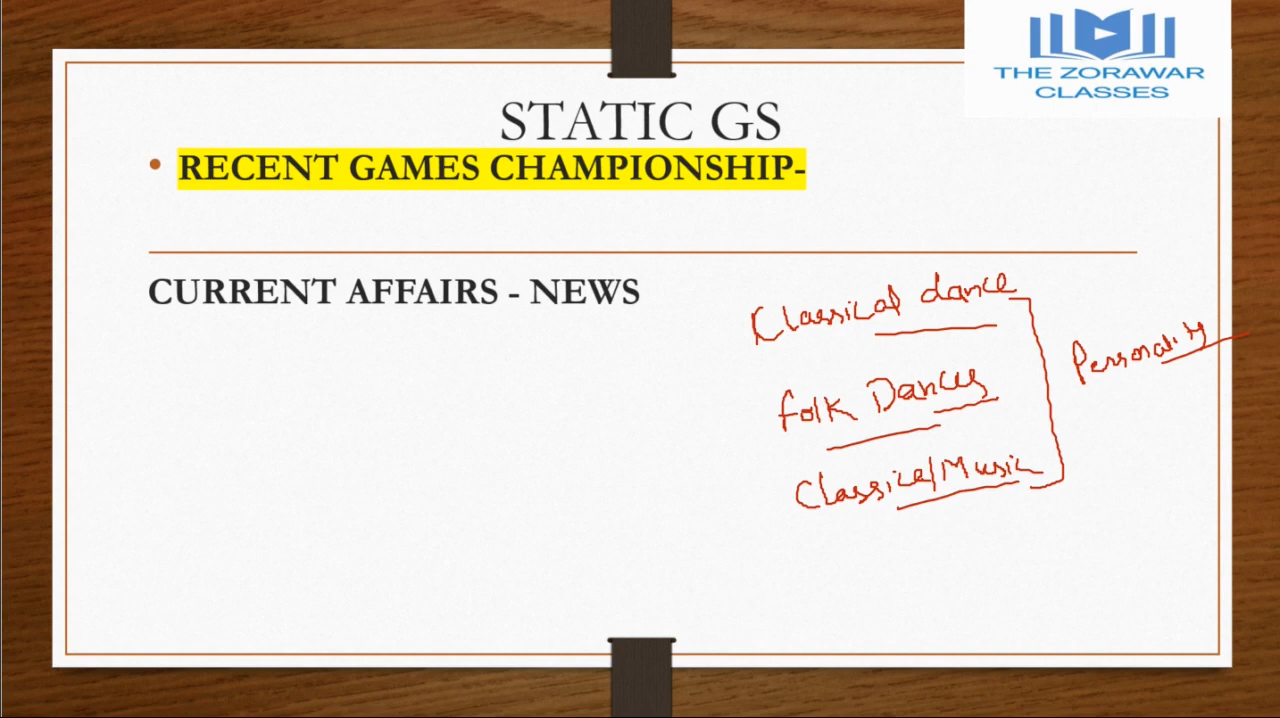 THE ZORAWAR
CLASSES
STATIC GS
• RECENT GAMES CHAMPIONSHIP-
CURRENT AFFAIRS - NEWS
Classical dance
Folk Dances
Classical Music
Personality